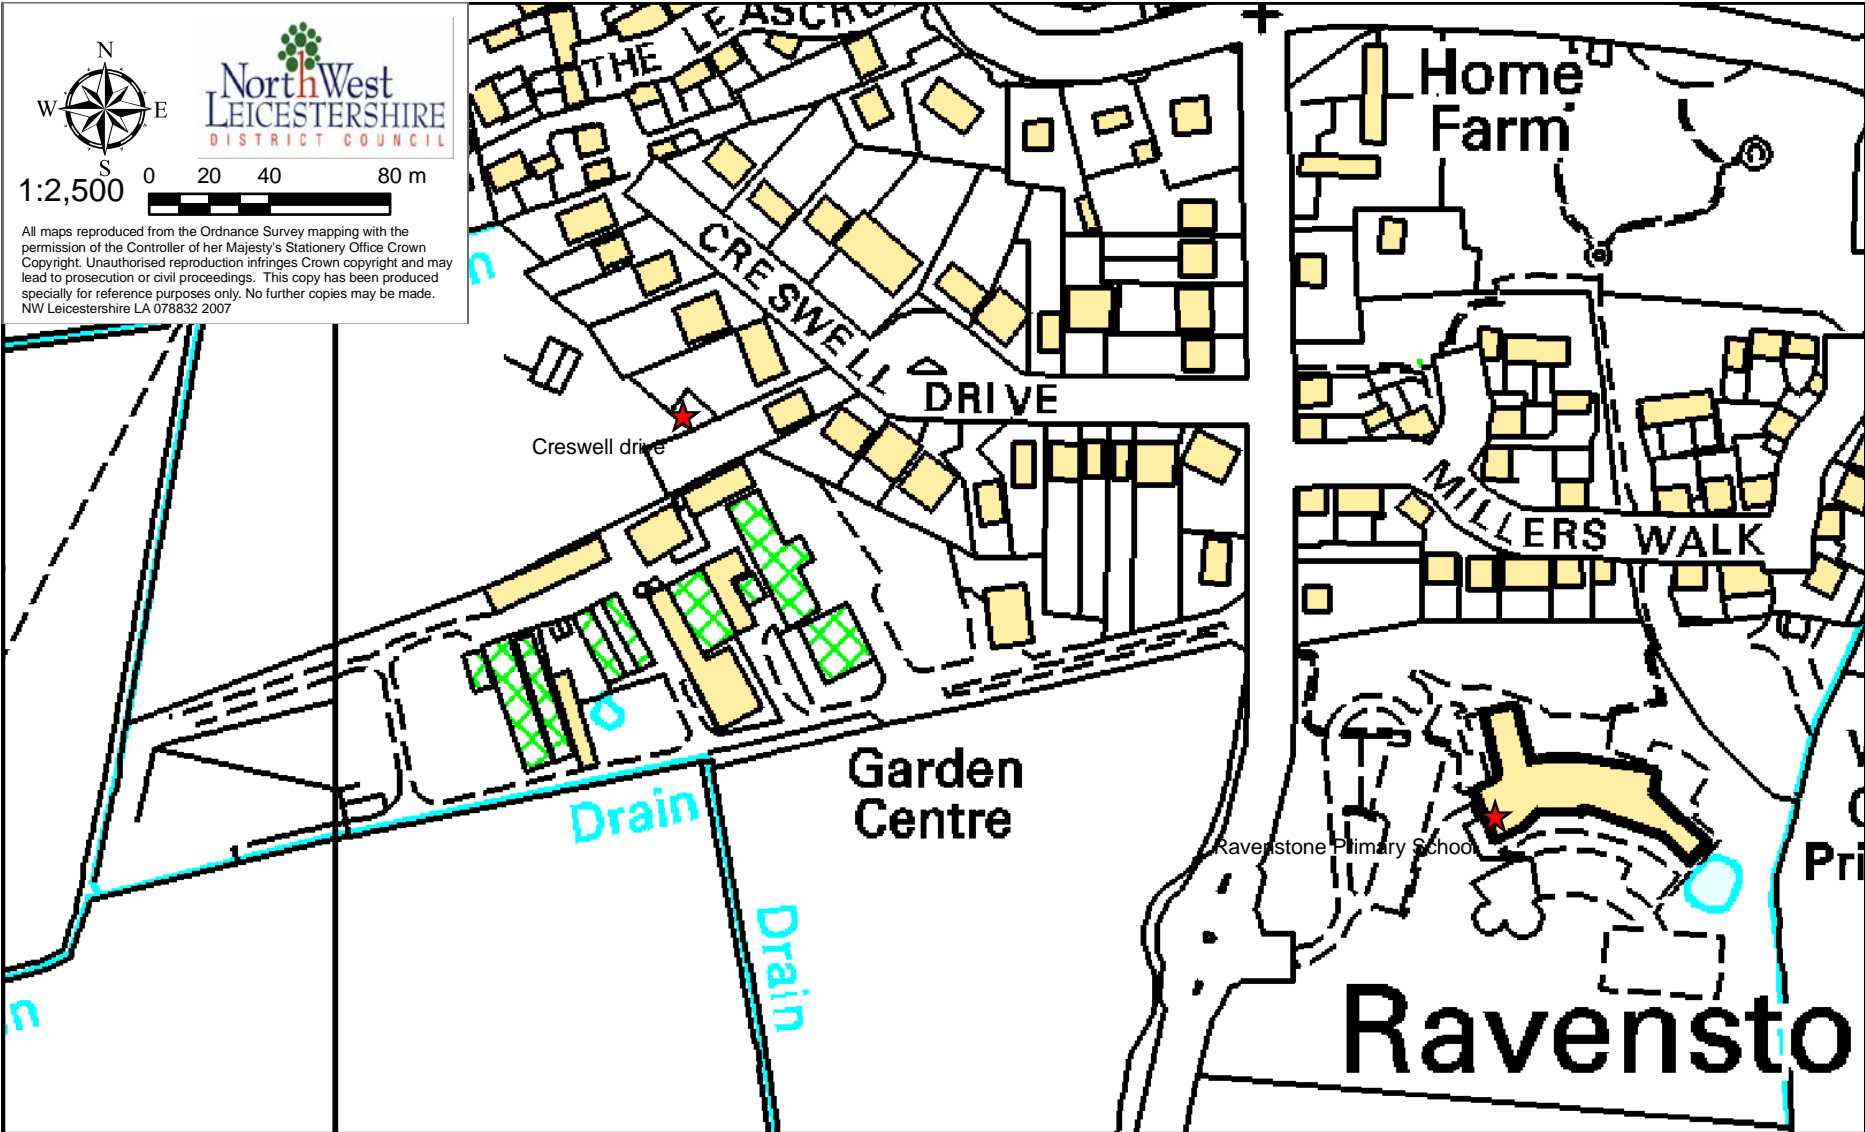 N
W E
S
NorthWest
LEICESTERSHIRE
DISTRICT COUNCIL
1:2,500
0 20 40 80 m
All maps reproduced from the Ordnance Survey mapping with the
permission of the Controller of her Majesty's Stationery Office Crown
Copyright. Unauthorised reproduction infringes Crown copyright and may
lead to prosecution or civil proceedings. This copy has been produced
specially for reference purposes only. No further copies may be made.
NW Leicestershire LA 078832 2007
THE LEASCRO
Home
Farm
CRESWELL DRIVE
Creswell drive
MILLERS WALK
Garden
Centre
Drain
Drain
Ravenstone Primary School
Pri
Ravensto
n
n